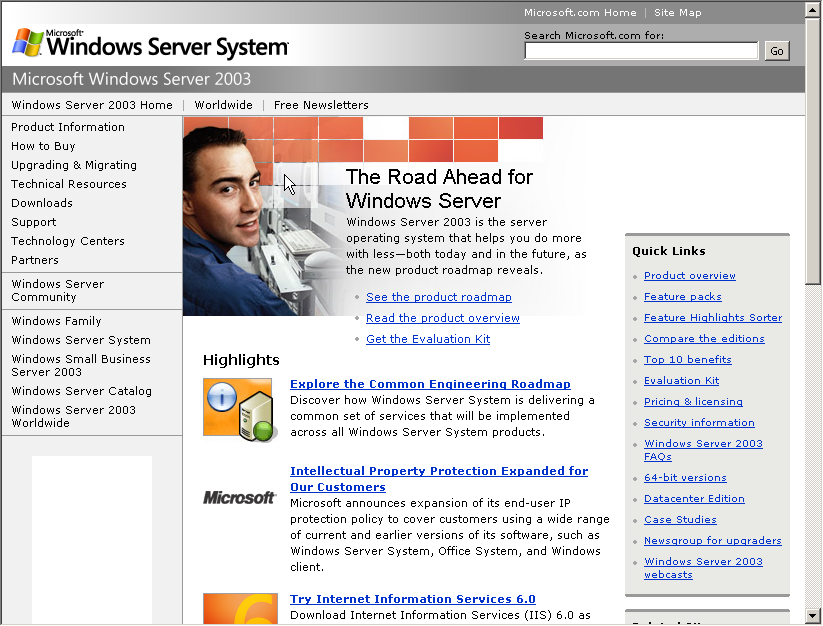 Microsoft.com Home | Site Map
Microsoft
Windows Server System
Search Microsoft.com for:
Go
Microsoft Windows Server 2003
Windows Server 2003 Home | Worldwide | Free Newsletters
Product Information
How to Buy
Upgrading & Migrating
Technical Resources
Downloads
Support
Technology Centers
Partners
Windows Server
Community
Windows Family
Windows Server System
Windows Small Business
Server 2003
Windows Server Catalog
Windows Server 2003
Worldwide
The Road Ahead for
Windows Server
Windows Server 2003 is the server
operating system that helps you do more
with less—both today and in the future, as
the new product roadmap reveals.
See the product roadmap
Read the product overview
Get the Evaluation Kit
Highlights
Explore the Common Engineering Roadmap
Discover how Windows Server System is delivering a
common set of services that will be implemented
across all Windows Server System products.
Microsoft
Intellectual Property Protection Expanded for
Our Customers
Microsoft announces expansion of its end-user IP
protection policy to cover customers using a wide range
of current and earlier versions of its software, such as
Windows Server System, Office System, and Windows
client.
6
Try Internet Information Services 6.0
Download Internet Information Services (IIS) 6.0 as
Quick Links
Product overview
Feature packs
Feature Highlights Sorter
Compare the editions
Top 10 benefits
Evaluation Kit
Pricing & licensing
Security information
Windows Server 2003
FAQs
64-bit versions
Datacenter Edition
Case Studies
Newsgroup for upgraders
Windows Server 2003
webcasts